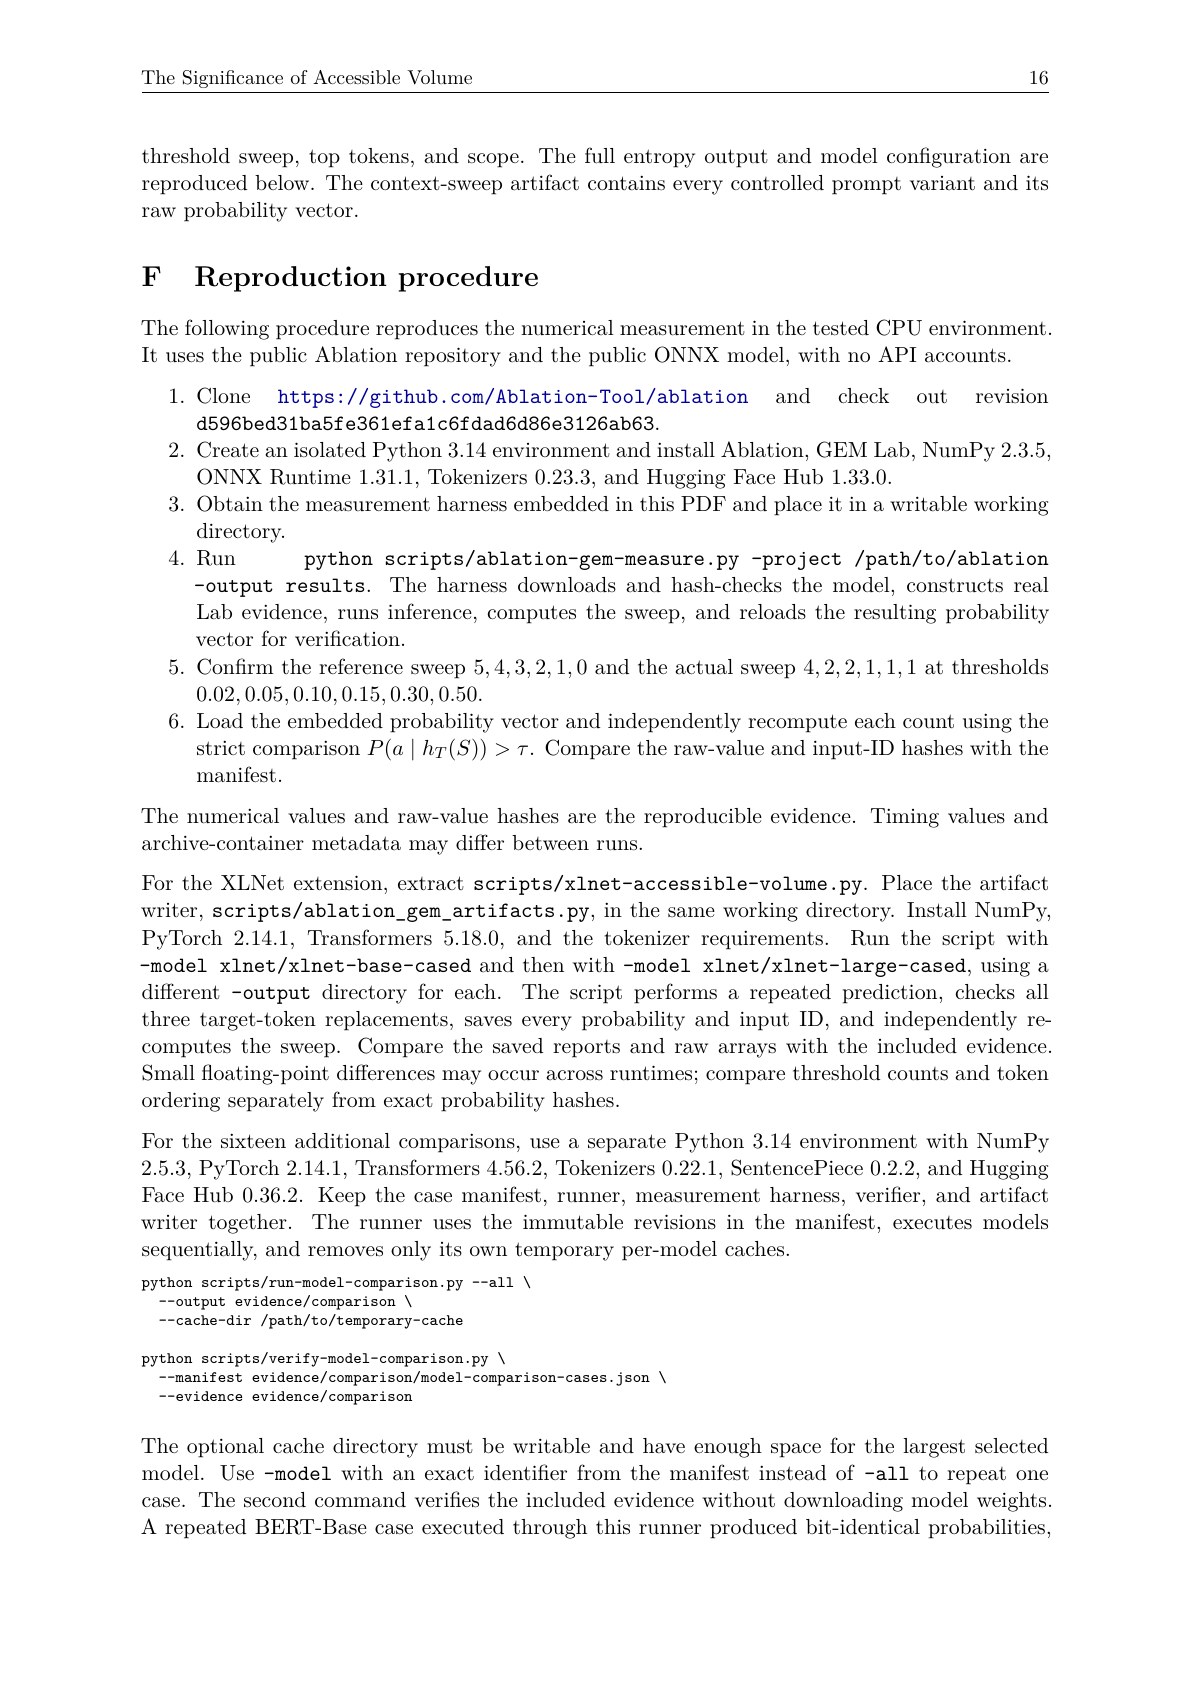 The Significance of Accessible Volume 16
threshold sweep, top tokens, and scope. The full entropy output and model configuration are
reproduced below. The context-sweep artifact contains every controlled prompt variant and its
raw probability vector.
F Reproduction procedure
The following procedure reproduces the numerical measurement in the tested CPU environment.
It uses the public Ablation repository and the public ONNX model, with no API accounts.
1. Clone https://github.com/Ablation-Tool/ablation and check out revision
d596bed31ba5fe361efa1c6fdad6d86e3126ab63.
2. Create an isolated Python 3.14 environment and install Ablation, GEM Lab, NumPy 2.3.5,
ONNX Runtime 1.31.1, Tokenizers 0.23.3, and Hugging Face Hub 1.33.0.
3. Obtain the measurement harness embedded in this PDF and place it in a writable working
directory.
4. Run python scripts/ablation-gem-measure.py -project /path/to/ablation
-output results. The harness downloads and hash-checks the model, constructs real
Lab evidence, runs inference, computes the sweep, and reloads the resulting probability
vector for verification.
5. Confirm the reference sweep 5, 4, 3, 2, 1, 0 and the actual sweep 4, 2, 2, 1, 1, 1 at thresholds
0.02, 0.05, 0.10, 0.15, 0.30, 0.50.
6. Load the embedded probability vector and independently recompute each count using the
strict comparison P(a | h_T(S)) > τ. Compare the raw-value and input-ID hashes with the
manifest.
The numerical values and raw-value hashes are the reproducible evidence. Timing values and
archive-container metadata may differ between runs.
For the XLNet extension, extract scripts/xlnet-accessible-volume.py. Place the artifact
writer, scripts/ablation_gem_artifacts.py, in the same working directory. Install NumPy,
PyTorch 2.14.1, Transformers 5.18.0, and the tokenizer requirements. Run the script with
-model xlnet/xlnet-base-cased and then with -model xlnet/xlnet-large-cased, using a
different -output directory for each. The script performs a repeated prediction, checks all
three target-token replacements, saves every probability and input ID, and independently re-
computes the sweep. Compare the saved reports and raw arrays with the included evidence.
Small floating-point differences may occur across runtimes; compare threshold counts and token
ordering separately from exact probability hashes.
For the sixteen additional comparisons, use a separate Python 3.14 environment with NumPy
2.5.3, PyTorch 2.14.1, Transformers 4.56.2, Tokenizers 0.22.1, SentencePiece 0.2.2, and Hugging
Face Hub 0.36.2. Keep the case manifest, runner, measurement harness, verifier, and artifact
writer together. The runner uses the immutable revisions in the manifest, executes models
sequentially, and removes only its own temporary per-model caches.
python scripts/run-model-comparison.py --all \
--output evidence/comparison \
--cache-dir /path/to/temporary-cache
python scripts/verify-model-comparison.py \
--manifest evidence/comparison/model-comparison-cases.json \
--evidence evidence/comparison
The optional cache directory must be writable and have enough space for the largest selected
model. Use -model with an exact identifier from the manifest instead of -all to repeat one
case. The second command verifies the included evidence without downloading model weights.
A repeated BERT-Base case executed through this runner produced bit-identical probabilities,